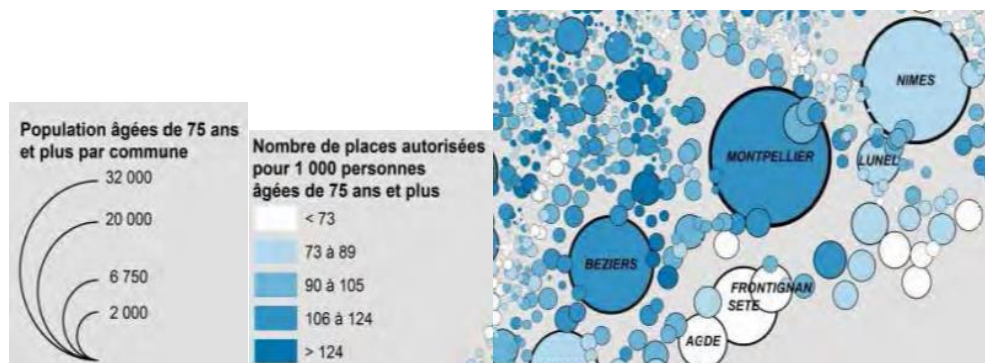 Population âgées de 75 ans
et plus par commune
32 000
20 000
6 750
2 000
Nombre de places autorisées
pour 1 000 personnes
âgées de 75 ans et plus
< 73
73 à 89
90 à 105
106 à 124
> 124
NIMES
MONTPELLIER
LUNEL
BEZIERS
FRONTIGNAN
SETE
AGDE